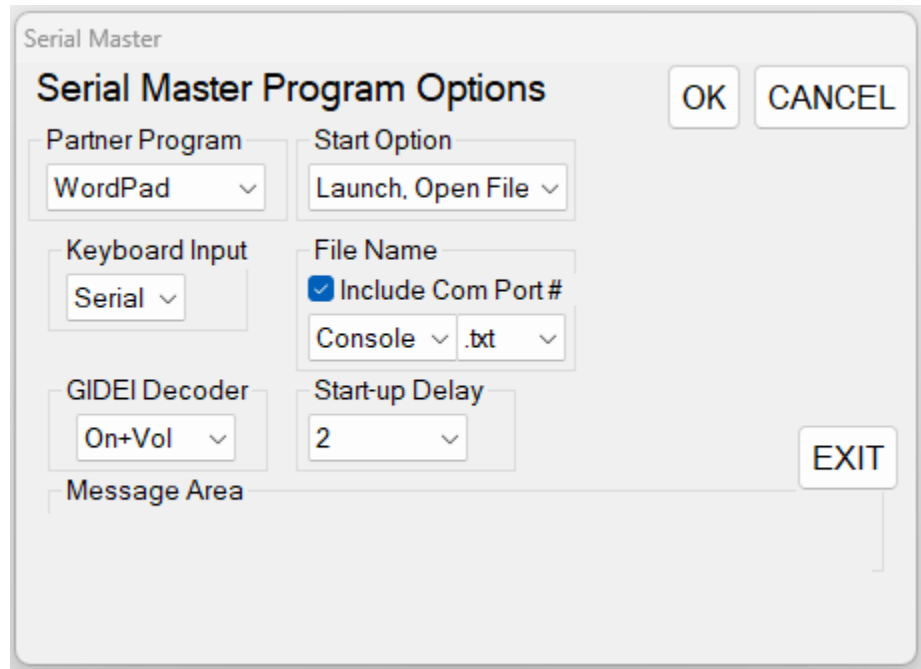 Serial Master
Serial Master Program Options
OK
CANCEL
Partner Program
Start Option
WordPad
Launch, Open File
Keyboard Input
File Name
Serial
Include Com Port #
Console
.txt
GIDEI Decoder
Start-up Delay
On+Vol
2
EXIT
Message Area